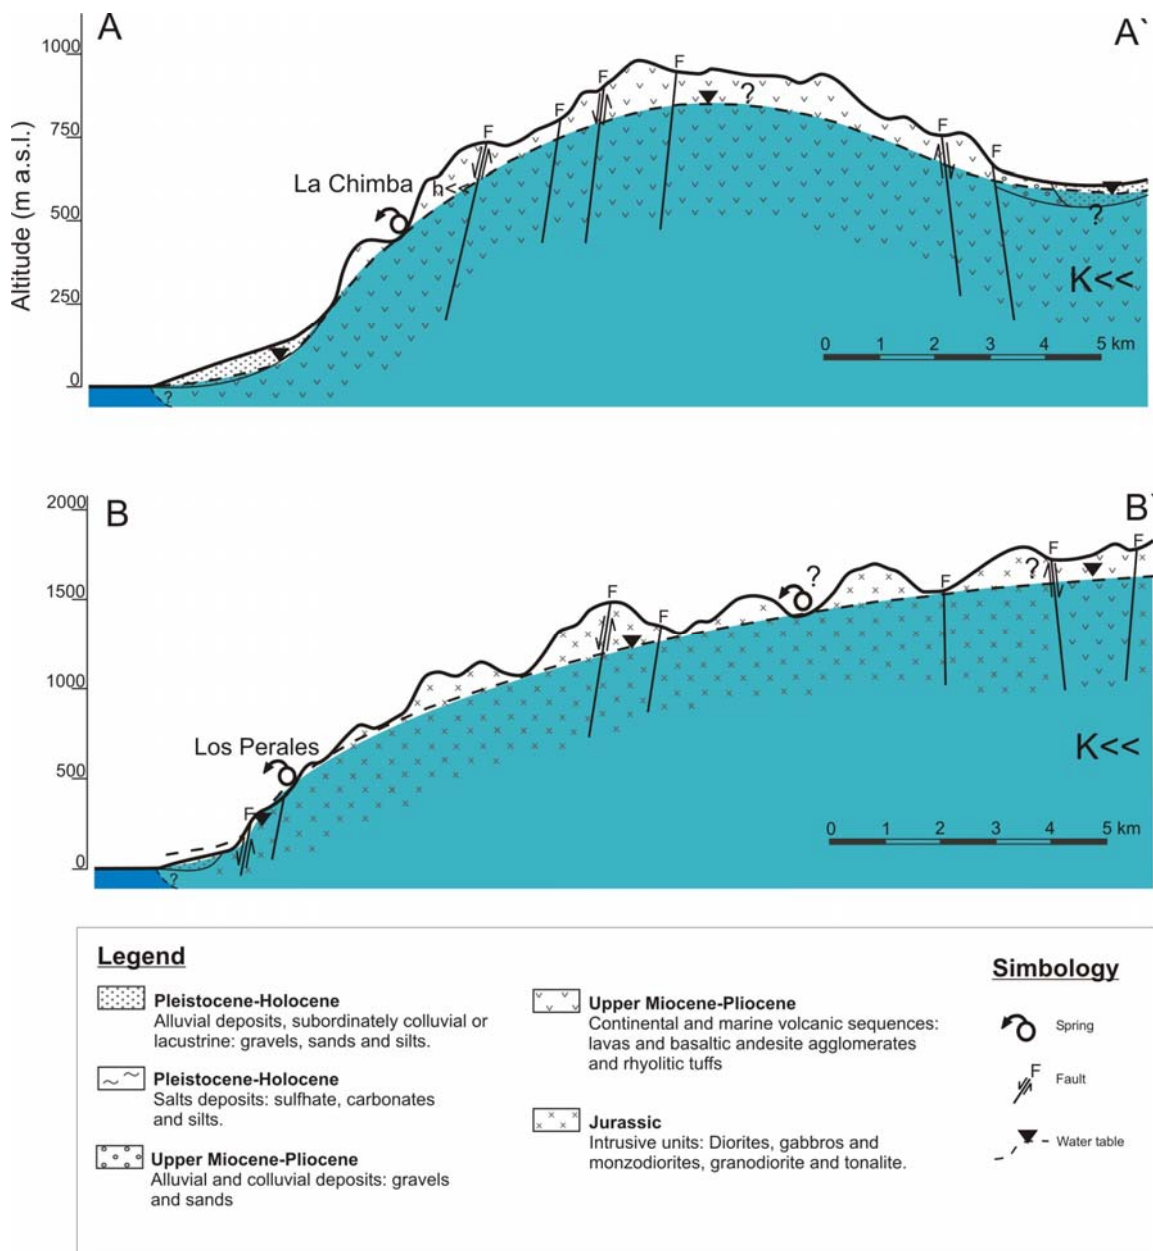 A
A`
1000
F
F
F
?
750
F
F
F
La Chimba
h<<
500
?
K<<
250
0 1 2 3 4 5 km
0
?
Altitude (m a.s.l.)
2000
B
B`
F
F
?
?
1500
F
F
F
1000
K<<
Los Perales
500
F
0 1 2 3 4 5 km
0
?
Legend
Pleistocene-Holocene
Alluvial deposits, subordinately colluvial or
lacustrine: gravels, sands and silts.
Pleistocene-Holocene
Salts deposits: sulfhate, carbonates
and silts.
Upper Miocene-Pliocene
Alluvial and colluvial deposits: gravels
and sands
Upper Miocene-Pliocene
Continental and marine volcanic sequences:
lavas and basaltic andesite agglomerates
and rhyolitic tuffs
Jurassic
Intrusive units: Diorites, gabbros and
monzodiorites, granodiorite and tonalite.
Simbology
Spring
F
Fault
Water table